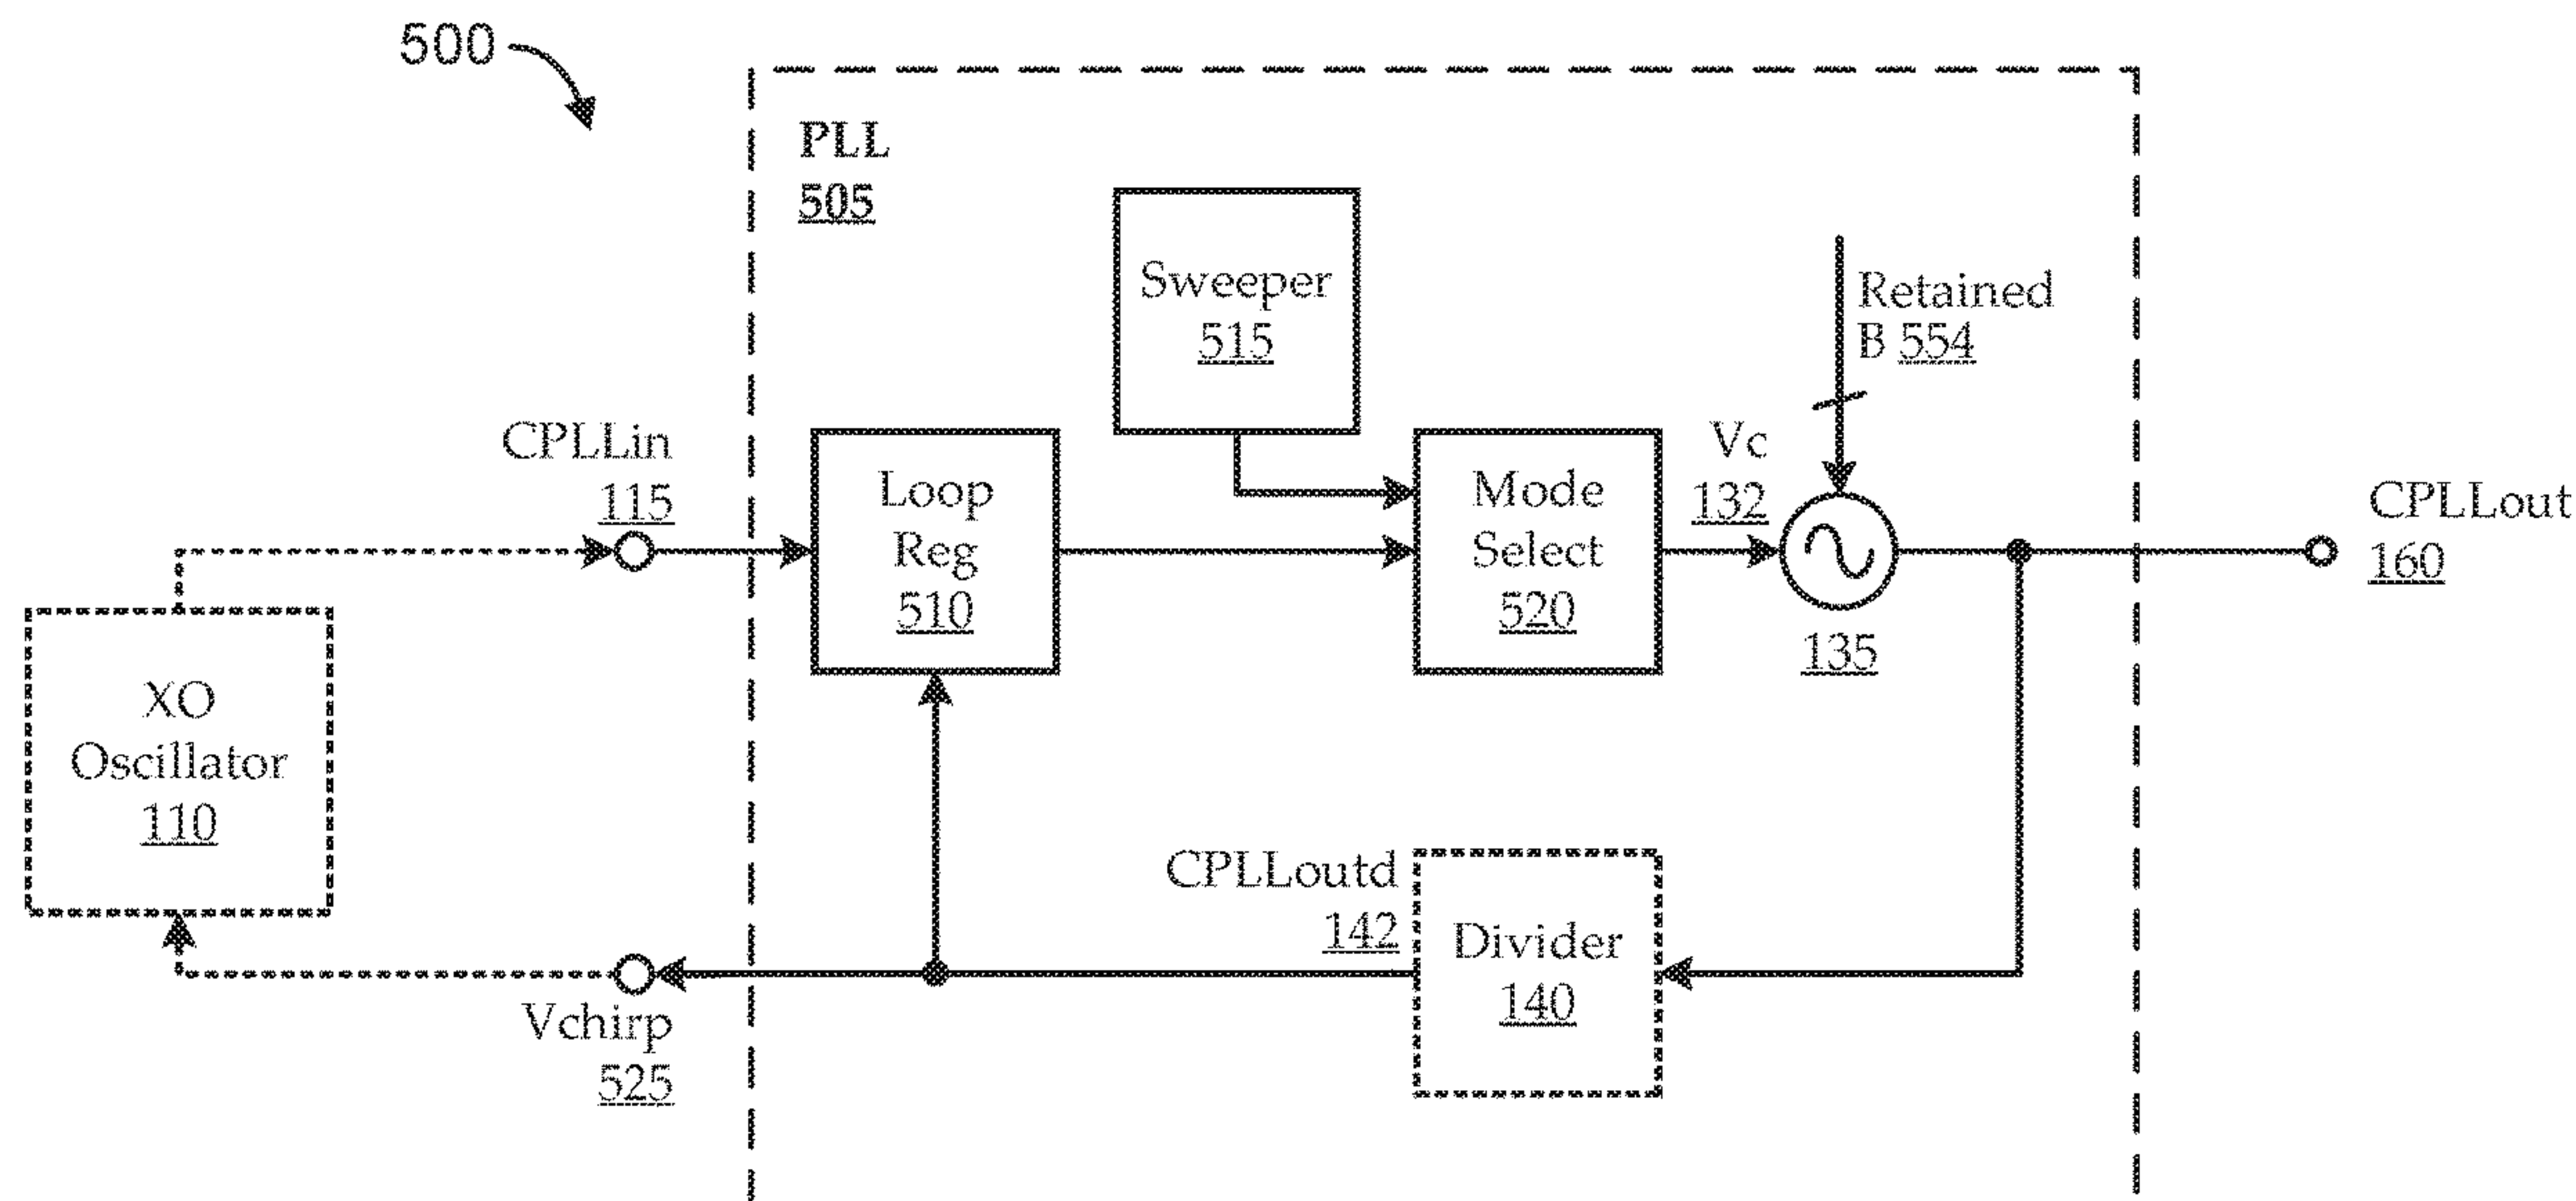 500
PLL
505
Sweeper
515
Retained
B 554
CPLLin
115
Loop
Reg
510
Mode
Select
520
Vc
132
135
CPLLout
160
XO
Oscillator
110
CPLLoutd
142
Divider
140
Vchirp
525